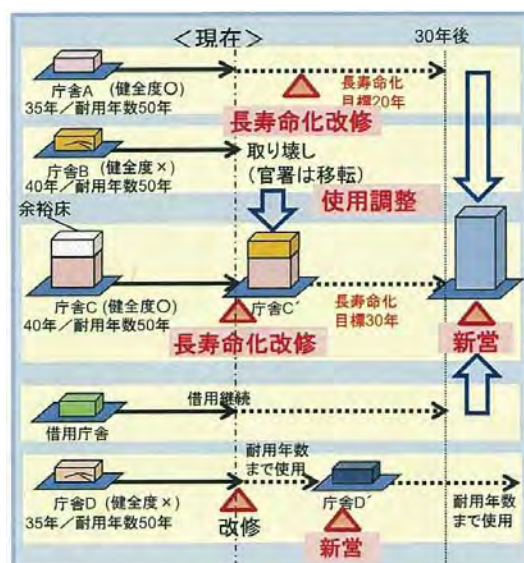 ＜現在＞
30年後
庁舎A (健全度〇)
35年／耐用年数50年
長寿命化
目標20年
長寿命化改修
庁舎B (健全度×)
40年／耐用年数50年
取り壊し
(官署は移転)
使用調整
余裕床
庁舎C (健全度〇)
40年／耐用年数50年
庁舎C´
長寿命化
目標30年
長寿命化改修
新営
借用継続
借用庁舎
庁舎D (健全度×)
35年／耐用年数50年
耐用年数
まで使用
改修
庁舎D´
新営
耐用年数
まで使用